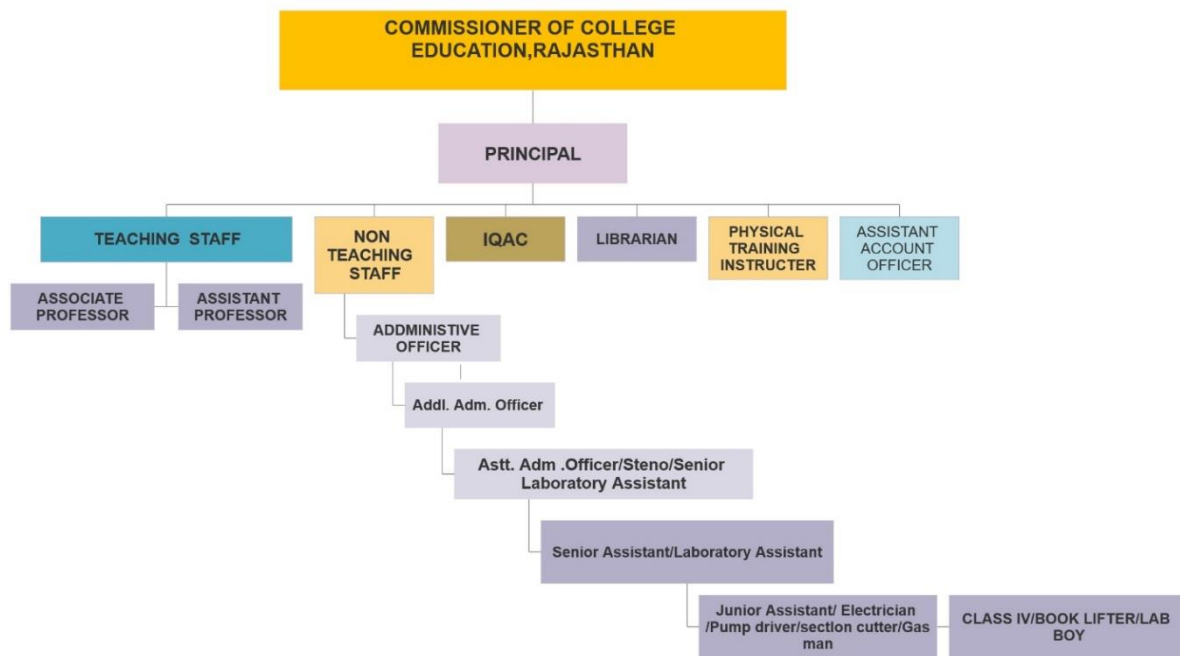 COMMISSIONER OF COLLEGE
EDUCATION,RAJASTHAN
PRINCIPAL
TEACHING STAFF
NON
TEACHING
STAFF
IQAC
LIBRARIAN
PHYSICAL
TRAINING
INSTRUCTER
ASSISTANT
ACCOUNT
OFFICER
ASSOCIATE
PROFESSOR
ASSISTANT
PROFESSOR
ADDMINISTIVE
OFFICER
Addl. Adm. Officer
Astt. Adm .Officer/Steno/Senior
Laboratory Assistant
Senior Assistant/Laboratory Assistant
Junior Assistant/ Electrician
/Pump driver/section cutter/Gas
man
CLASS IV/BOOK LIFTER/LAB
BOY